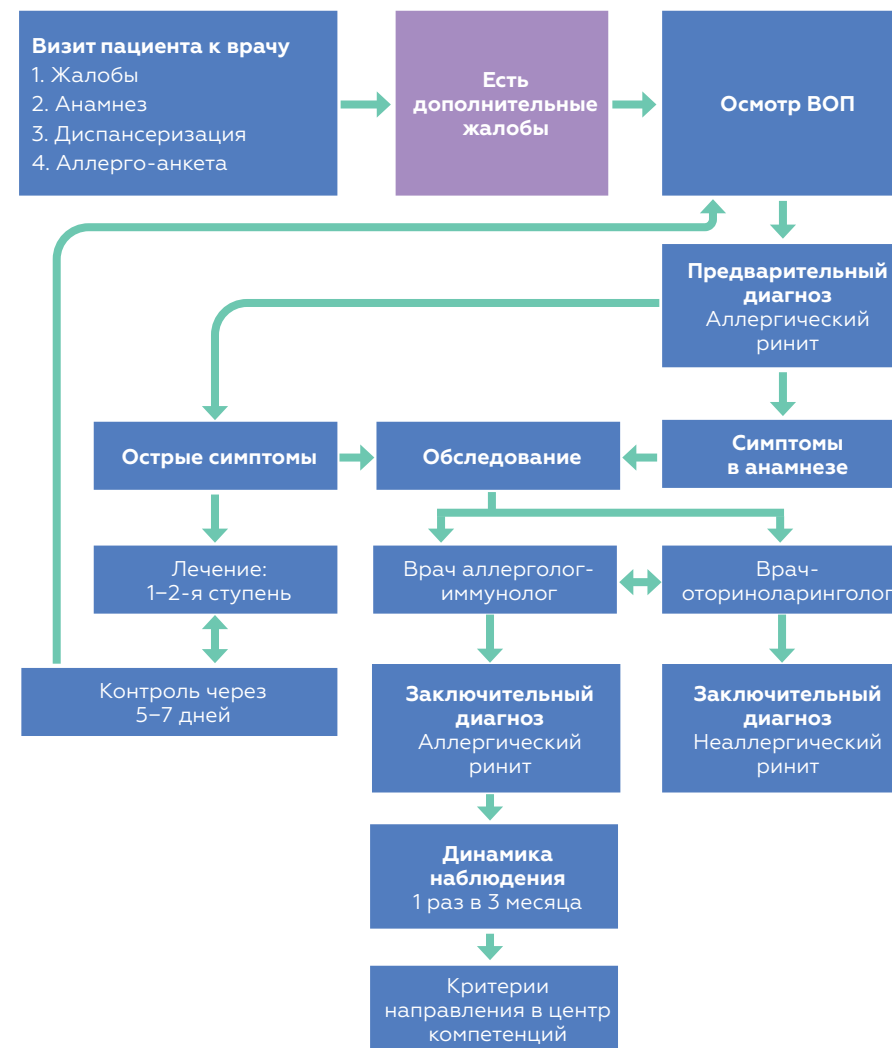 Визит пациента к врачу
1. Жалобы
2. Анамнез
3. Диспансеризация
4. Аллерго-анкета
Есть
дополнительные
жалобы
Осмотр ВОП
Предварительный
диагноз
Аллергический
ринит
Острые симптомы
Обследование
Симптомы
в анамнезе
Лечение:
1–2-я ступень
Врач аллерголог-
иммунолог
Врач-
оториноларинголог
Контроль через
5–7 дней
Заключительный
диагноз
Аллергический
ринит
Заключительный
диагноз
Неаллергический
ринит
Динамика
наблюдения
1 раз в 3 месяца
Критерии
направления в центр
компетенций